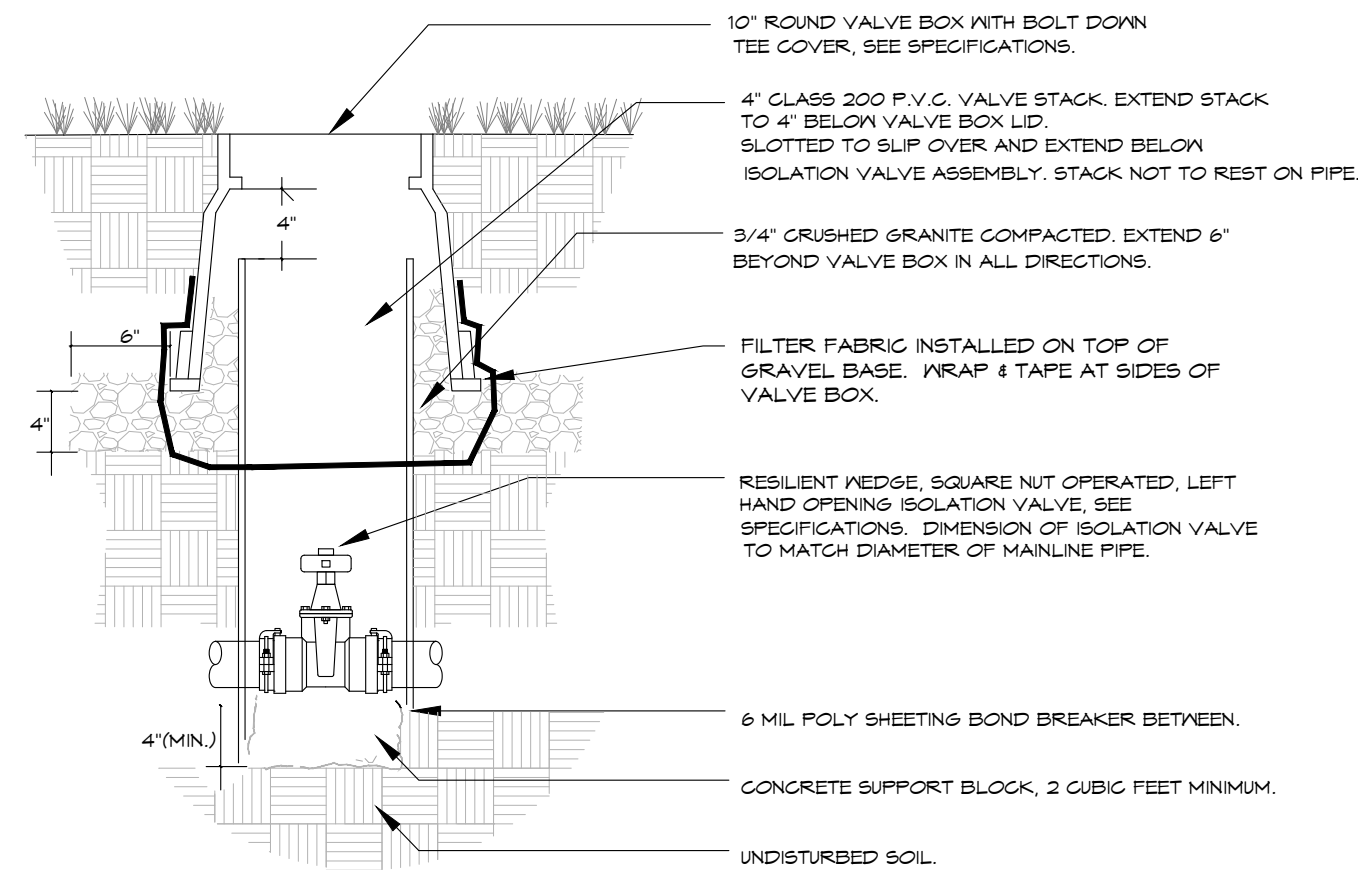 10" ROUND VALVE BOX WITH BOLT DOWN
TEE COVER, SEE SPECIFICATIONS.
4" CLASS 200 P.V.C. VALVE STACK. EXTEND STACK
TO 4" BELOW VALVE BOX LID.
SLOTTED TO SLIP OVER AND EXTEND BELOW
ISOLATION VALVE ASSEMBLY. STACK NOT TO REST ON PIPE.
4"
3/4" CRUSHED GRANITE COMPACTED. EXTEND 6"
BEYOND VALVE BOX IN ALL DIRECTIONS.
6"
FILTER FABRIC INSTALLED ON TOP OF
GRAVEL BASE. WRAP & TAPE AT SIDES OF
VALVE BOX.
4"
RESILIENT WEDGE, SQUARE NUT OPERATED, LEFT
HAND OPENING ISOLATION VALVE, SEE
SPECIFICATIONS. DIMENSION OF ISOLATION VALVE
TO MATCH DIAMETER OF MAINLINE PIPE.
6 MIL POLY SHEETING BOND BREAKER BETWEEN.
4"(MIN.)
CONCRETE SUPPORT BLOCK, 2 CUBIC FEET MINIMUM.
UNDISTURBED SOIL.